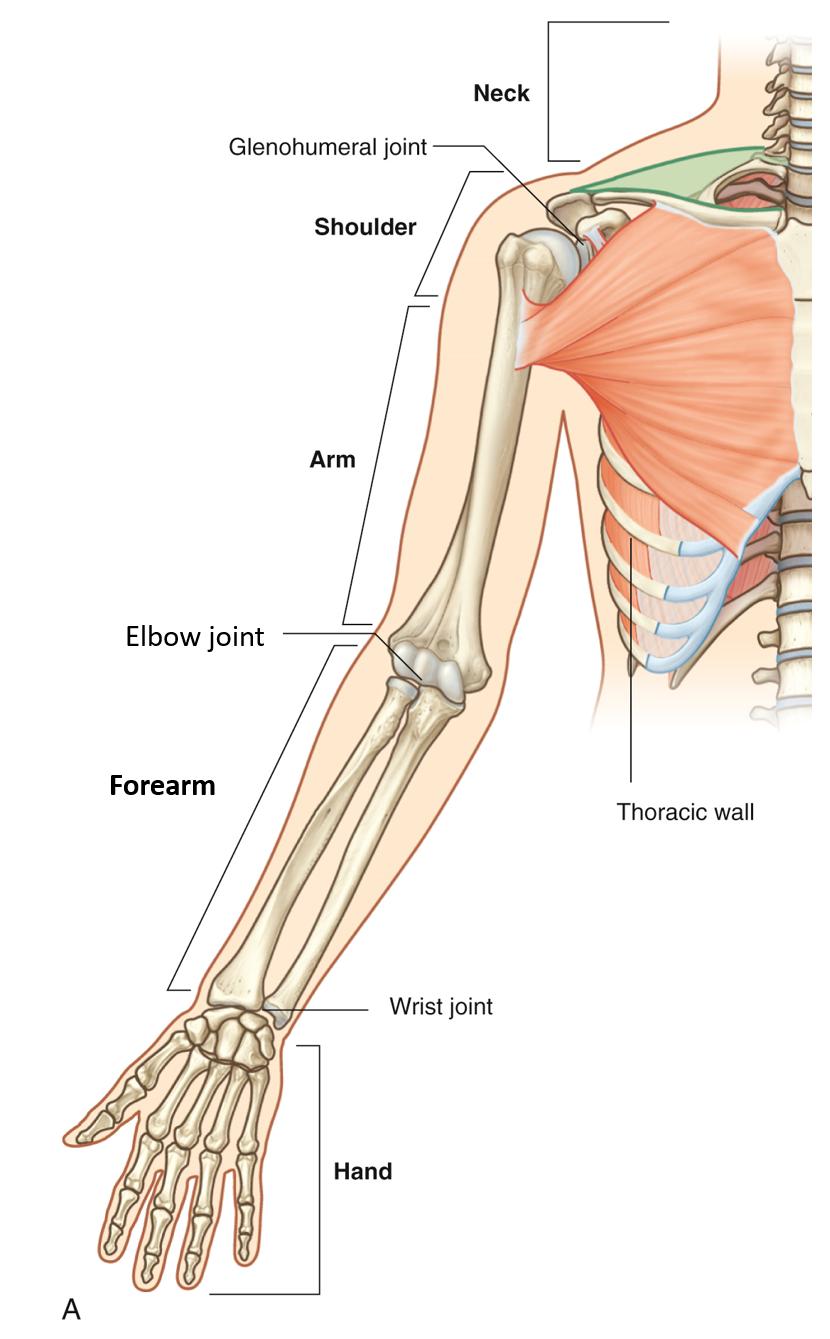 Neck
Glenohumeral joint
Shoulder
Arm
Elbow joint
Forearm
Thoracic wall
Wrist joint
Hand
A